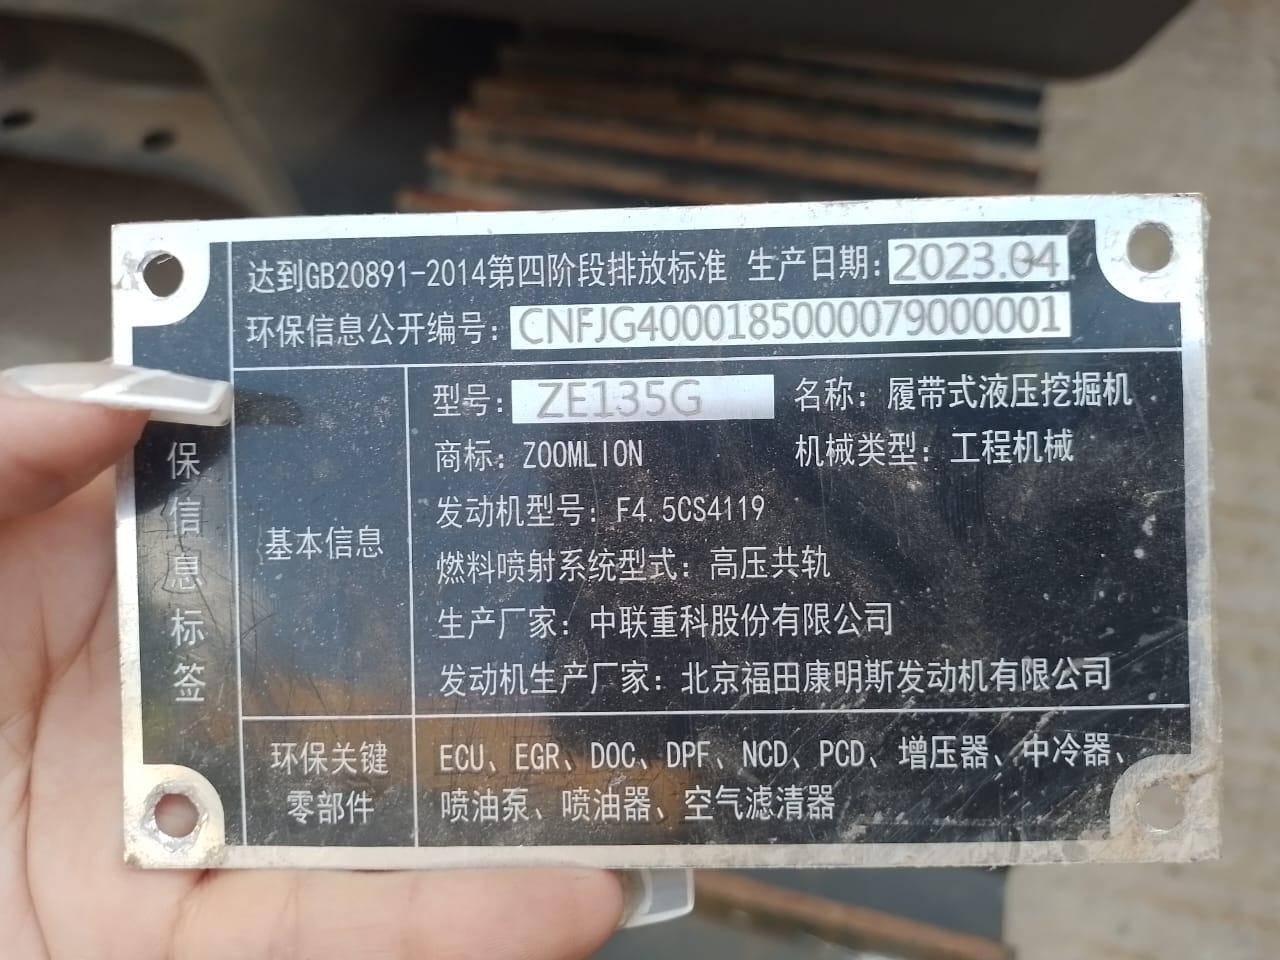 达到GB20891-2014第四阶段排放标准 生产日期: 2023.04
环保信息公开编号: CNFJG4000185000079000001
保信息标签
基本信息
型号: ZE135G 名称: 履带式液压挖掘机
商标: ZOOMLION 机械类型: 工程机械
发动机型号: F4.5CS4119
燃料喷射系统型式: 高压共轨
生产厂家: 中联重科股份有限公司
发动机生产厂家: 北京福田康明斯发动机有限公司
环保关键零部件
ECU、EGR、DOC、DPF、NCD、PCD、增压器、中冷器、
喷油泵、喷油器、空气滤清器